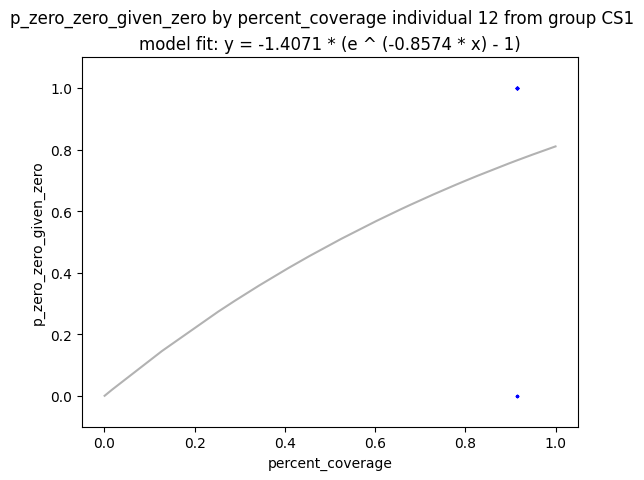 p_zero_zero_given_zero by percent_coverage individual 12 from group CS1
model fit: y = -1.4071 * (e ^ (-0.8574 * x) - 1)
1.0
0.8
0.6
0.4
0.2
0.0
p_zero_zero_given_zero
0.0 0.2 0.4 0.6 0.8 1.0
percent_coverage